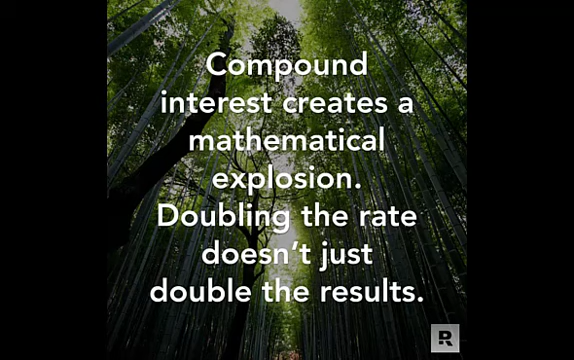 Compound
interest creates a
mathematical
explosion.
Doubling the rate
doesn't just
double the results.
R